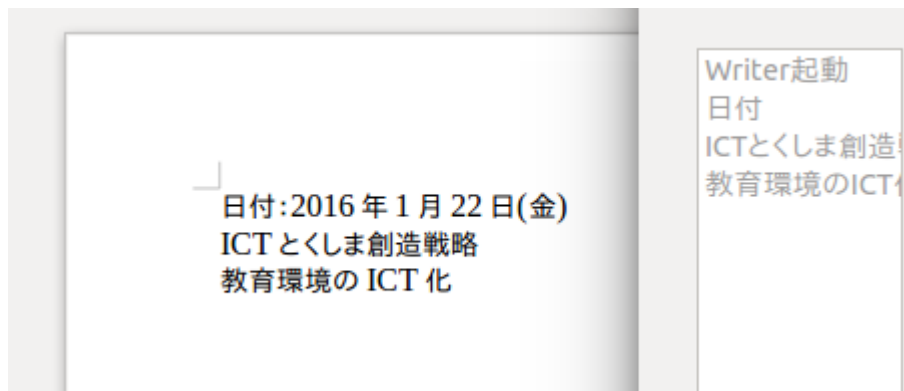 日付：2016年1月22日(金)
ICTとくしま創造戦略
教育環境のICT化
Writer起動
日付
ICTとくしま創造
教育環境のICT